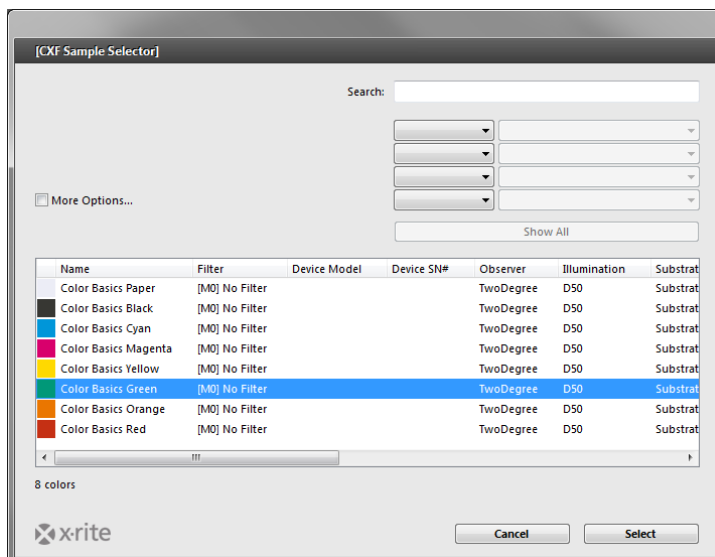 [CXF Sample Selector]
Search:
More Options...
Show All
Name Filter Device Model Device SN# Observer Illumination Substrat
Color Basics Paper [M0] No Filter TwoDegree D50 Substrat
Color Basics Black [M0] No Filter TwoDegree D50 Substrat
Color Basics Cyan [M0] No Filter TwoDegree D50 Substrat
Color Basics Magenta [M0] No Filter TwoDegree D50 Substrat
Color Basics Yellow [M0] No Filter TwoDegree D50 Substrat
Color Basics Green [M0] No Filter TwoDegree D50 Substrat
Color Basics Orange [M0] No Filter TwoDegree D50 Substrat
Color Basics Red [M0] No Filter TwoDegree D50 Substrat
8 colors
x·rite Cancel Select